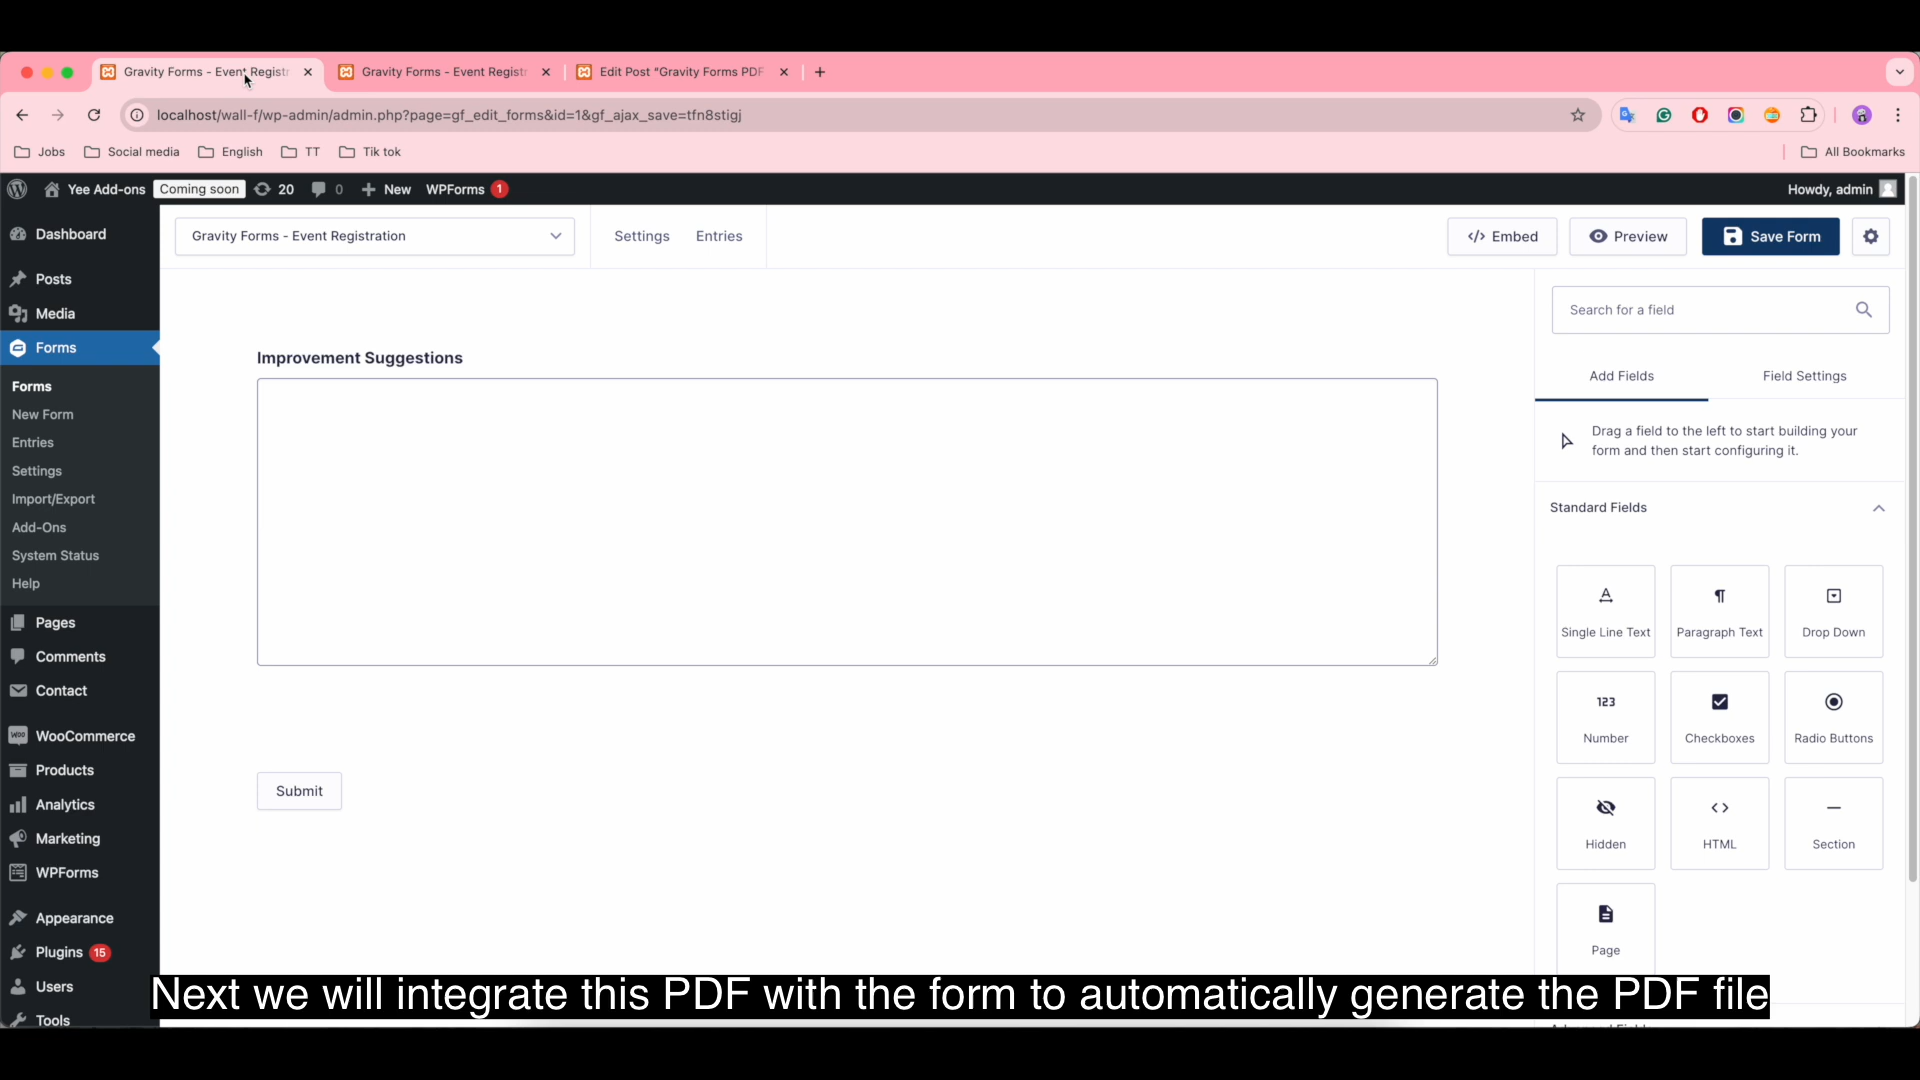 Gravity Forms - Event Registr
Gravity Forms - Event Registr
Edit Post "Gravity Forms PDF
localhost/wall-f/wp-admin/admin.php?page=gf_edit_forms&id=1&gf_ajax_save=tfn8stigj
Jobs
Social media
English
TT
Tik tok
All Bookmarks
Yee Add-ons
Coming soon
20
0
New
WPForms
1
Howdy, admin
Dashboard
Posts
Media
Forms
Forms
New Form
Entries
Settings
Import/Export
Add-Ons
System Status
Help
Pages
Comments
Contact
WooCommerce
Products
Analytics
Marketing
WPForms
Appearance
Plugins 15
Users
Tools
Gravity Forms - Event Registration
Settings
Entries
Embed
Preview
Save Form
Improvement Suggestions
Submit
Search for a field
Add Fields
Field Settings
Drag a field to the left to start building your
form and then start configuring it.
Standard Fields
Single Line Text
Paragraph Text
Drop Down
123
Number
Checkboxes
Radio Buttons
Hidden
HTML
Section
Page
Next we will integrate this PDF with the form to automatically generate the PDF file